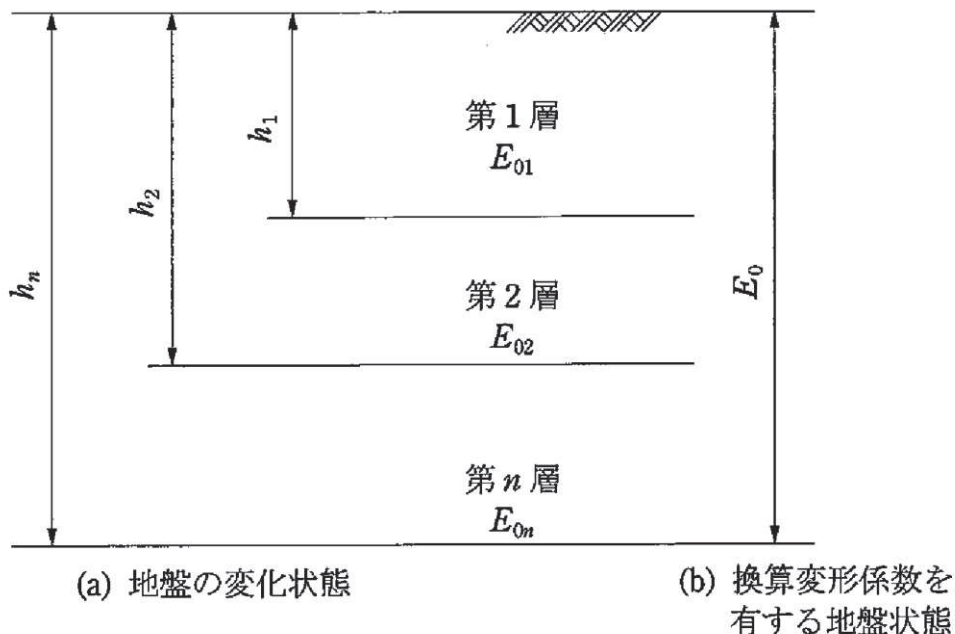 第1層
E₀₁
h₁
h₂
hₙ
第2層
E₀₂
E₀
第n層
E₀ₙ
(a) 地盤の変化状態
(b) 換算変形係数を
有する地盤状態